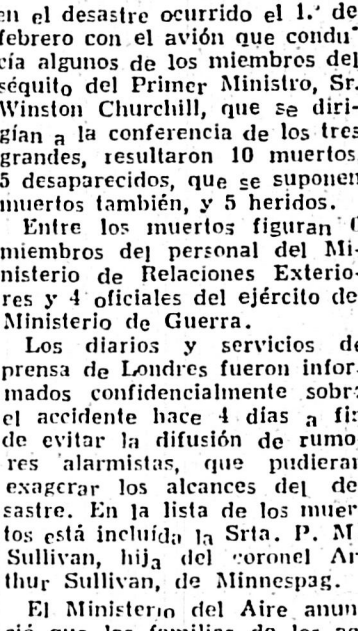 en el desastre ocurrido el 1.º de
febrero con el avión que condu-
cía algunos de los miembros del
séquito del Primer Ministro, Sr.
Winston Churchill, que se diri-
gían a la conferencia de los tres
grandes, resultaron 10 muertos
5 desaparecidos, que se suponen
muertos también, y 5 heridos.
Entre los muertos figuran
miembros del personal del Mi-
nisterio de Relaciones Exterio-
res y 4 oficiales del ejército de
Ministerio de Guerra.
Los diarios y servicios de
prensa de Londres fueron infor
mados confidencialmente sobre
el accidente hace 4 días a fin
de evitar la difusión de rumo
res alarmistas, que pudieran
exagerar los alcances del de
sastre. En la lista de los muer
tos está incluída la Srta. P. M
Sullivan, hija del coronel Ar
thur Sullivan, de Minnespag.
El Ministerio del Aire anun
ció que las familias de los